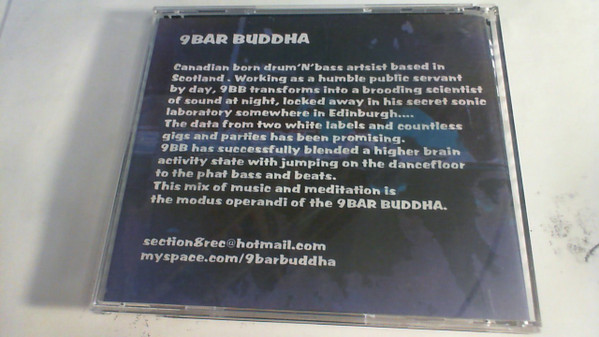 9BAR BUDDHA
Canadian born drum'N'bass artsist based in
Scotland . Working as a humble public servant
by day, 9BB transforms into a brooding scientist
of sound at night, locked away in his secret sonic
laboratory somewhere in Edinburgh....
The data from two white labels and countless
gigs and parties has been promising.
9BB has successfully blended a higher brain
activity state with jumping on the dancefloor
to the phat bass and beats.
This mix of music and meditation is
the modus operandi of the 9BAR BUDDHA.
section8rec@hotmail.com
myspace.com/9barbuddha